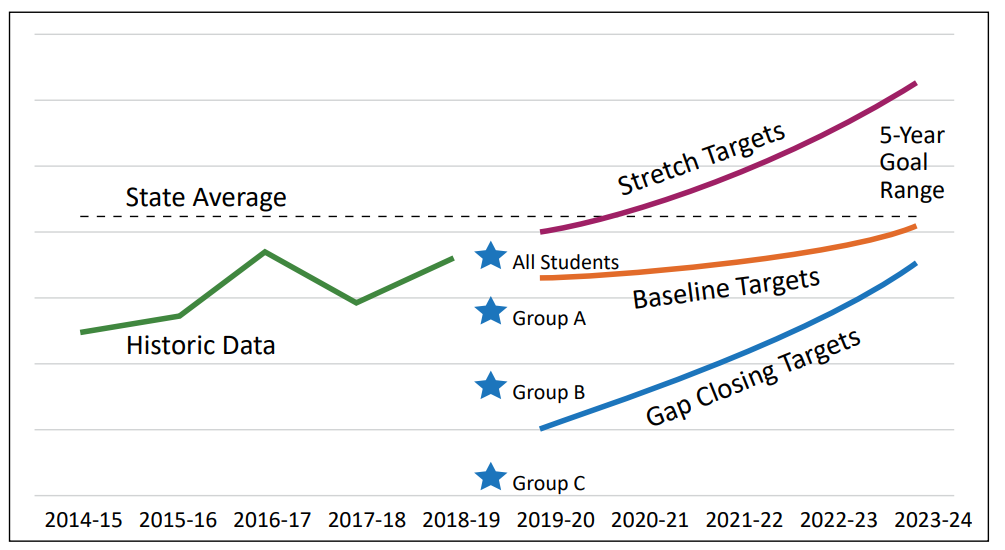 Stretch Targets
5-Year
Goal
Range
State Average
All Students
Baseline Targets
Group A
Historic Data
Gap Closing Targets
Group B
Group C
2014-15 2015-16 2016-17 2017-18 2018-19 2019-20 2020-21 2021-22 2022-23 2023-24